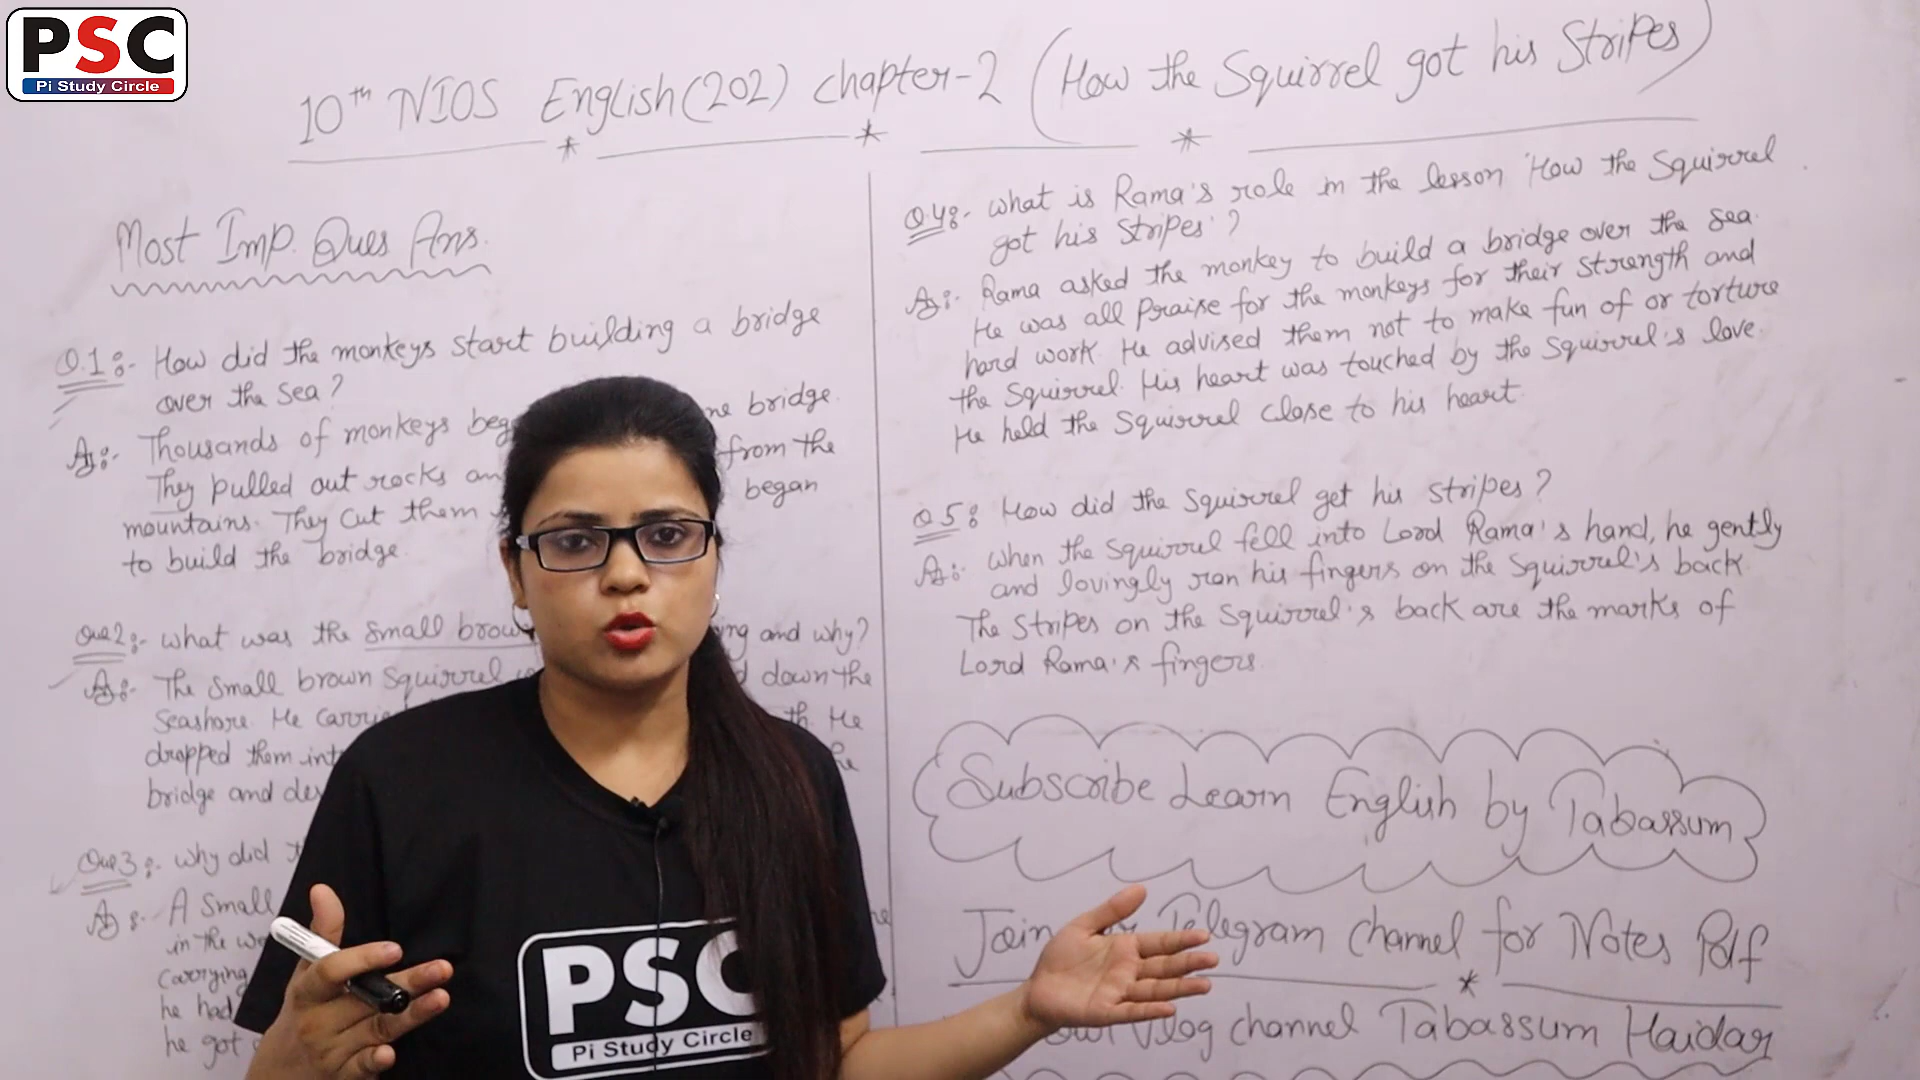 PSC
Pi Study Circle
10th NIOS English(202) chapter-2 (How the Squirrel got his Stripes)
Most Imp. Ques Ans.
Q.1:- How did the monkeys start building a bridge
over the sea?
A:- Thousands of monkeys ne bridge.
They pulled out rocks from the
mountains. They cut them began
to build the bridge.
Que2:- what was the small brow ng and why?
A:- The small brown squirrel d down the
seashore. He carrie th. He
dropped them int he
bridge and des
Que3:- why did
A:- A small
in the we
carrying
he had
he got
Q.4:- what is Rama's role in the lesson 'How the Squirrel
got his stripes'?
A:- Rama asked the monkey to build a bridge over the sea.
He was all praise for the monkeys for their strength and
hard work. He advised them not to make fun of or torture
the squirrel. His heart was touched by the squirrel's love.
He held the squirrel close to his heart.
Q5: How did the squirrel get his stripes?
A:- when the squirrel fell into Lord Rama's hand, he gently
and lovingly ran his fingers on the squirrel's back.
The stripes on the squirrel's back are the marks of
Lord Rama's fingers.
Subscribe Learn English by Tabassum
Join Telegram channel for Notes Pdf
Vlog channel Tabassum Haidar
PSC
Pi Study Circle